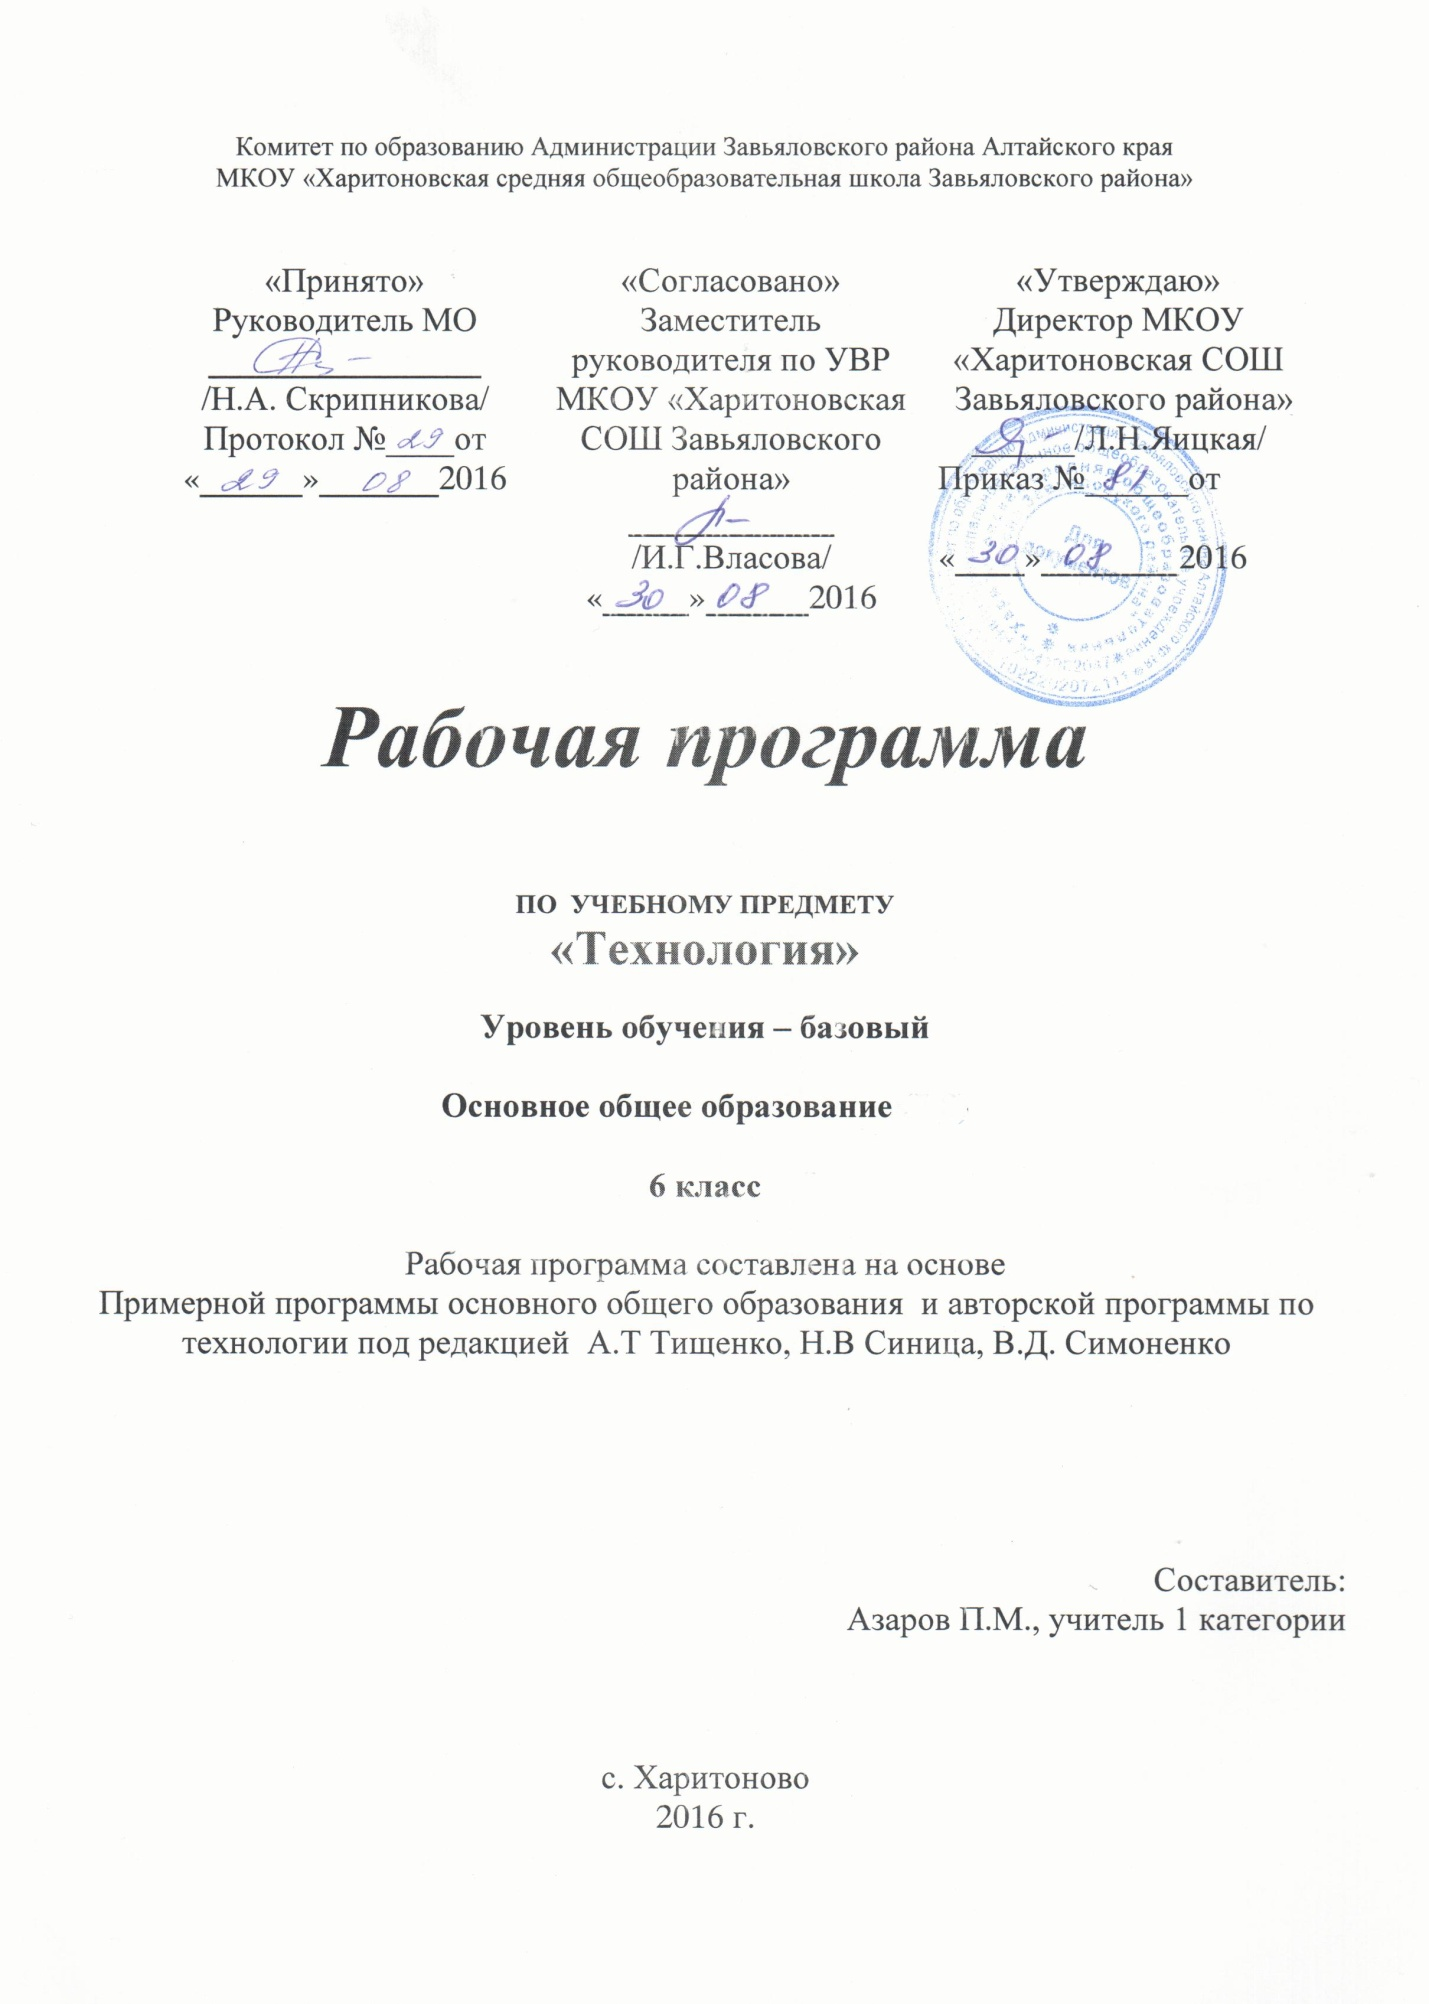 Комитет по образованию Администрации Завьяловского района Алтайского края
МКОУ «Харитоновская средняя общеобразовательная школа Завьяловского района»
«Принято»
Руководитель МО
/Н.А. Скрипникова/
Протокол № 29 от
« 29 » 08 2016
«Согласовано»
Заместитель
руководителя по УВР
МКОУ «Харитоновская
СОШ Завьяловского
района»
/И.Г.Власова/
« 30 » 08 2016
«Утверждаю»
Директор МКОУ
«Харитоновская СОШ
Завьяловского района»
/Л.Н.Яицкая/
Приказ № 81 от
« 30 » 08 2016
Для
документов
Рабочая программа
ПО УЧЕБНОМУ ПРЕДМЕТУ
«Технология»
Уровень обучения – базовый
Основное общее образование
6 класс
Рабочая программа составлена на основе
Примерной программы основного общего образования и авторской программы по
технологии под редакцией А.Т Тищенко, Н.В Синица, В.Д. Симоненко
Составитель:
Азаров П.М., учитель 1 категории
с. Харитоново
2016 г.